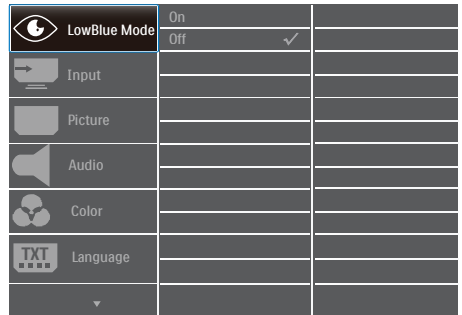 LowBlue Mode
On
Off
Input
Picture
Audio
Color
TXT
Language